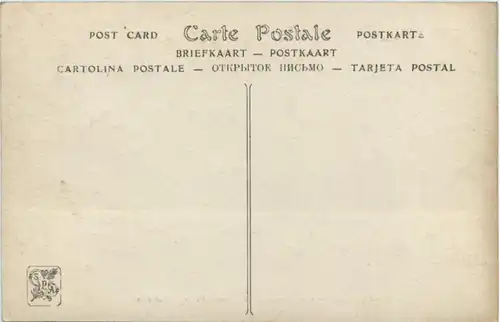 POST CARD Carte Postale POSTKARTE
BRIEFKAART — POSTKAART
CARTOLINA POSTALE — ОТКРЫТОЕ ПИСЬМО — TARJETA POSTAL